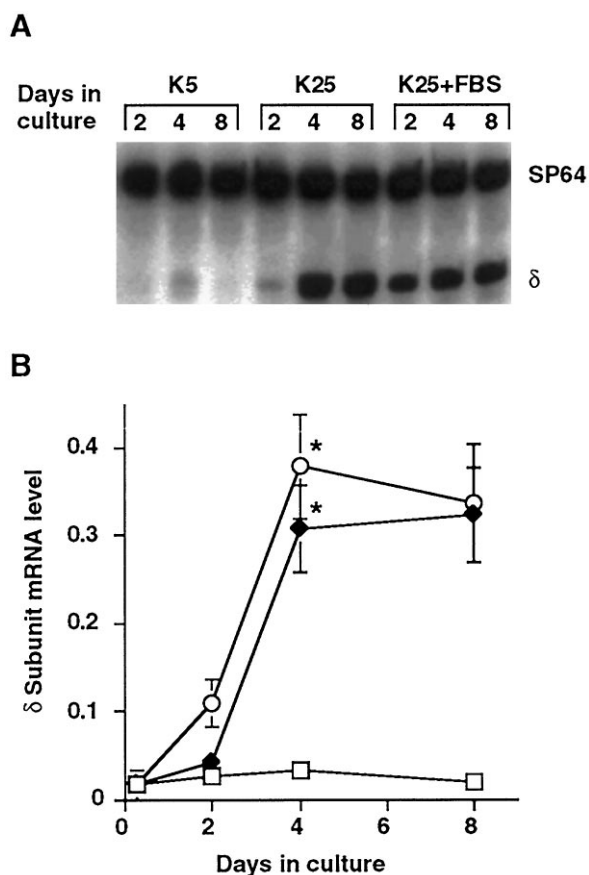 A
Days in culture
K5 K25 K25+FBS
2 4 8 2 4 8 2 4 8
SP64
δ
B
δ Subunit mRNA level
0.4
0.3
0.2
0.1
0
* *
0 2 4 6 8
Days in culture